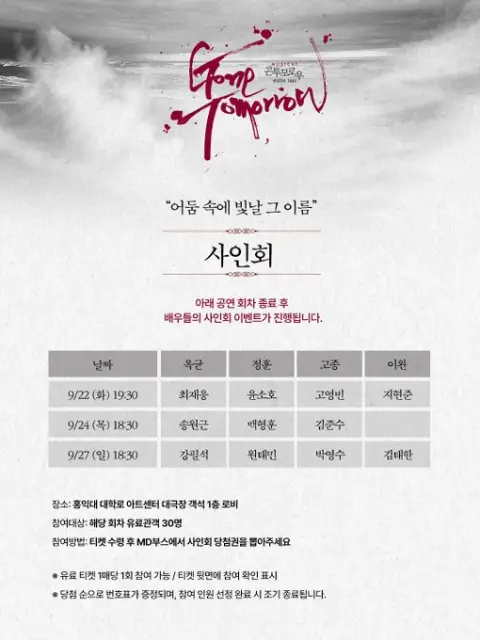 MUSICAL
곤투모로우
Gone
Tomorrow
“어둠 속에 빛날 그 이름”
사인회
아래 공연 회차 종료 후
배우들의 사인회 이벤트가 진행됩니다.
날짜 옥균 정훈 고종 이완
9/22 (화) 19:30 최재웅 윤소호 고영빈 지현준
9/24 (목) 18:30 송원근 백형훈 김준수
9/27 (일) 18:30 강필석 원태민 박영수 김태한
장소: 홍익대 대학로 아트센터 대극장 객석 1층 로비
참여대상: 해당 회차 유료관객 30명
참여방법: 티켓 수령 후 MD부스에서 사인회 당첨권을 뽑아주세요
※ 유료 티켓 1매당 1회 참여 가능 / 티켓 뒷면에 참여 확인 표시
※ 당첨 순으로 번호표가 증정되며, 참여 인원 선정 완료 시 조기 종료됩니다.